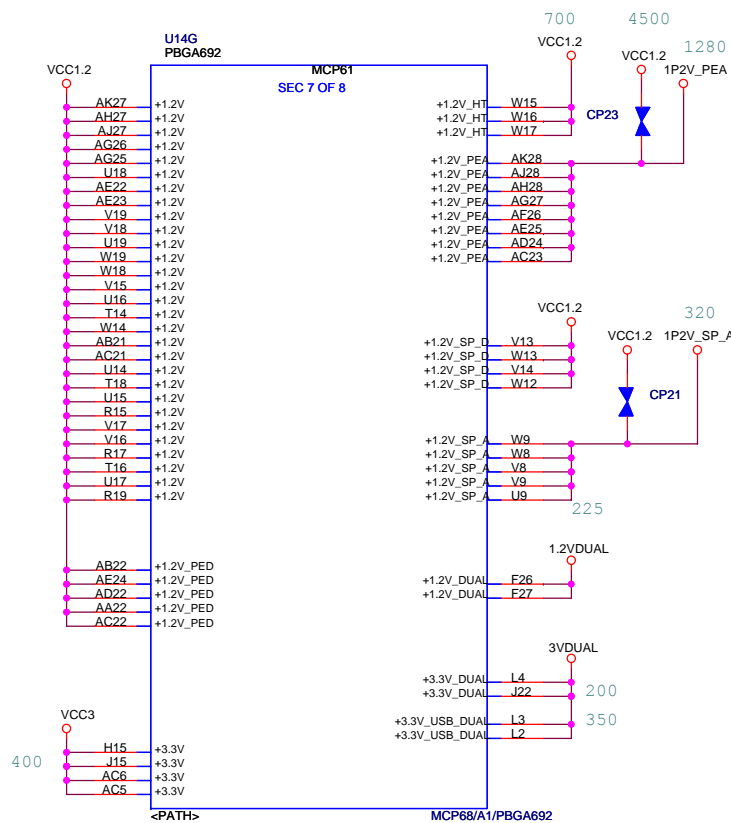 700 4500
U14G
PBGA692
VCC1.2 VCC1.2 VCC1.2 1280
1P2V_PEA
MCP61
SEC 7 OF 8
AK27 +1.2V +1.2V_HT W15
AH27 +1.2V +1.2V_HT W16 CP23
AJ27 +1.2V +1.2V_HT W17
AG26 +1.2V
AG25 +1.2V +1.2V_PEA AK28
U18 +1.2V +1.2V_PEA AJ28
AE22 +1.2V +1.2V_PEA AH28
AE23 +1.2V +1.2V_PEA AG27
V19 +1.2V +1.2V_PEA AF26
V18 +1.2V +1.2V_PEA AE25
U19 +1.2V +1.2V_PEA AD24
W19 +1.2V +1.2V_PEA AC23
W18 +1.2V
V15 +1.2V
U16 +1.2V VCC1.2 320
T14 +1.2V
W14 +1.2V VCC1.2 1P2V_SP_A
AB21 +1.2V +1.2V_SP_D V13
AC21 +1.2V +1.2V_SP_D W13
U14 +1.2V +1.2V_SP_D V14
T18 +1.2V +1.2V_SP_D W12
U15 +1.2V CP21
R15 +1.2V
V17 +1.2V
V16 +1.2V +1.2V_SP_A W9
R17 +1.2V +1.2V_SP_A W8
T16 +1.2V +1.2V_SP_A V8
U17 +1.2V +1.2V_SP_A V9
R19 +1.2V +1.2V_SP_A U9
225
1.2VDUAL
AB22 +1.2V_PED
AE24 +1.2V_PED +1.2V_DUAL F26
AD22 +1.2V_PED +1.2V_DUAL F27
AA22 +1.2V_PED
AC22 +1.2V_PED
3VDUAL
+3.3V_DUAL L4
+3.3V_DUAL J22 200
VCC3
+3.3V_USB_DUAL L3 350
+3.3V_USB_DUAL L2
H15 +3.3V
400 J15 +3.3V
AC6 +3.3V
AC5 +3.3V
<PATH> MCP68/A1/PBGA692